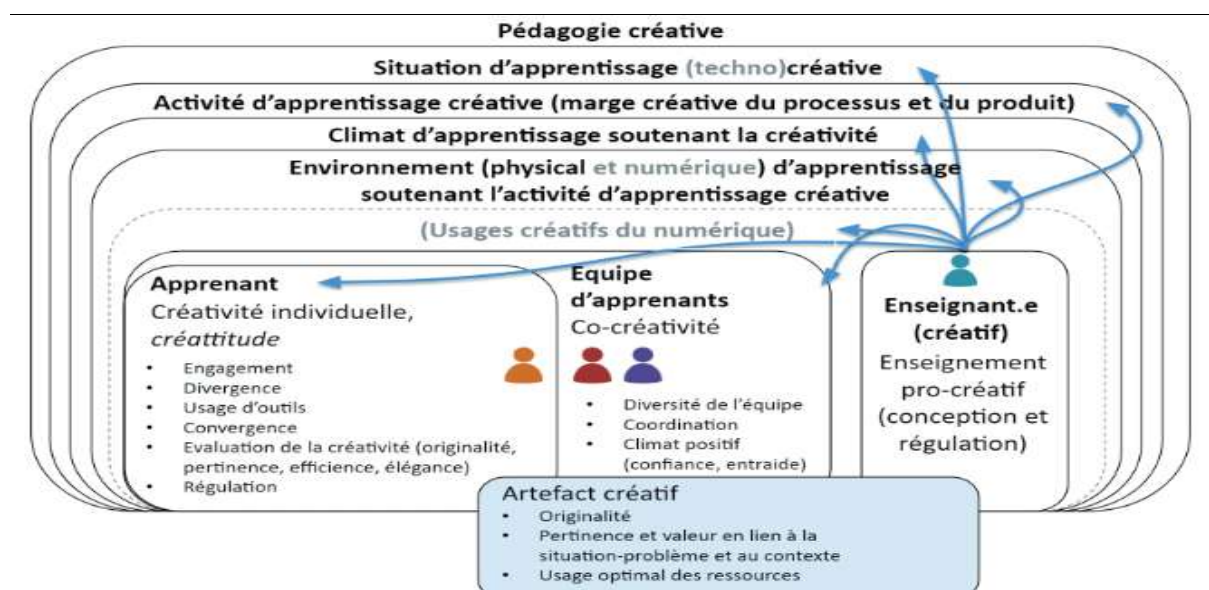 Pédagogie créative
Situation d'apprentissage (techno)créative
Activité d'apprentissage créative (marge créative du processus et du produit)
Climat d'apprentissage soutenant la créativité
Environnement (physical et numérique) d'apprentissage
soutenant l'activité d'apprentissage créative
(Usages créatifs du numérique)
Apprenant
Créativité individuelle,
créattitude
• Engagement
• Divergence
• Usage d'outils
• Convergence
• Evaluation de la créativité (originalité,
pertinence, efficience, élégance)
• Régulation
Equipe
d'apprenants
Co-créativité
• Diversité de l'équipe
• Coordination
• Climat positif
(confiance, entraide)
Enseignant.e
(créatif)
Enseignement
pro-créatif
(conception et
régulation)
Artefact créatif
• Originalité
• Pertinence et valeur en lien à la
situation-problème et au contexte
• Usage optimal des ressources